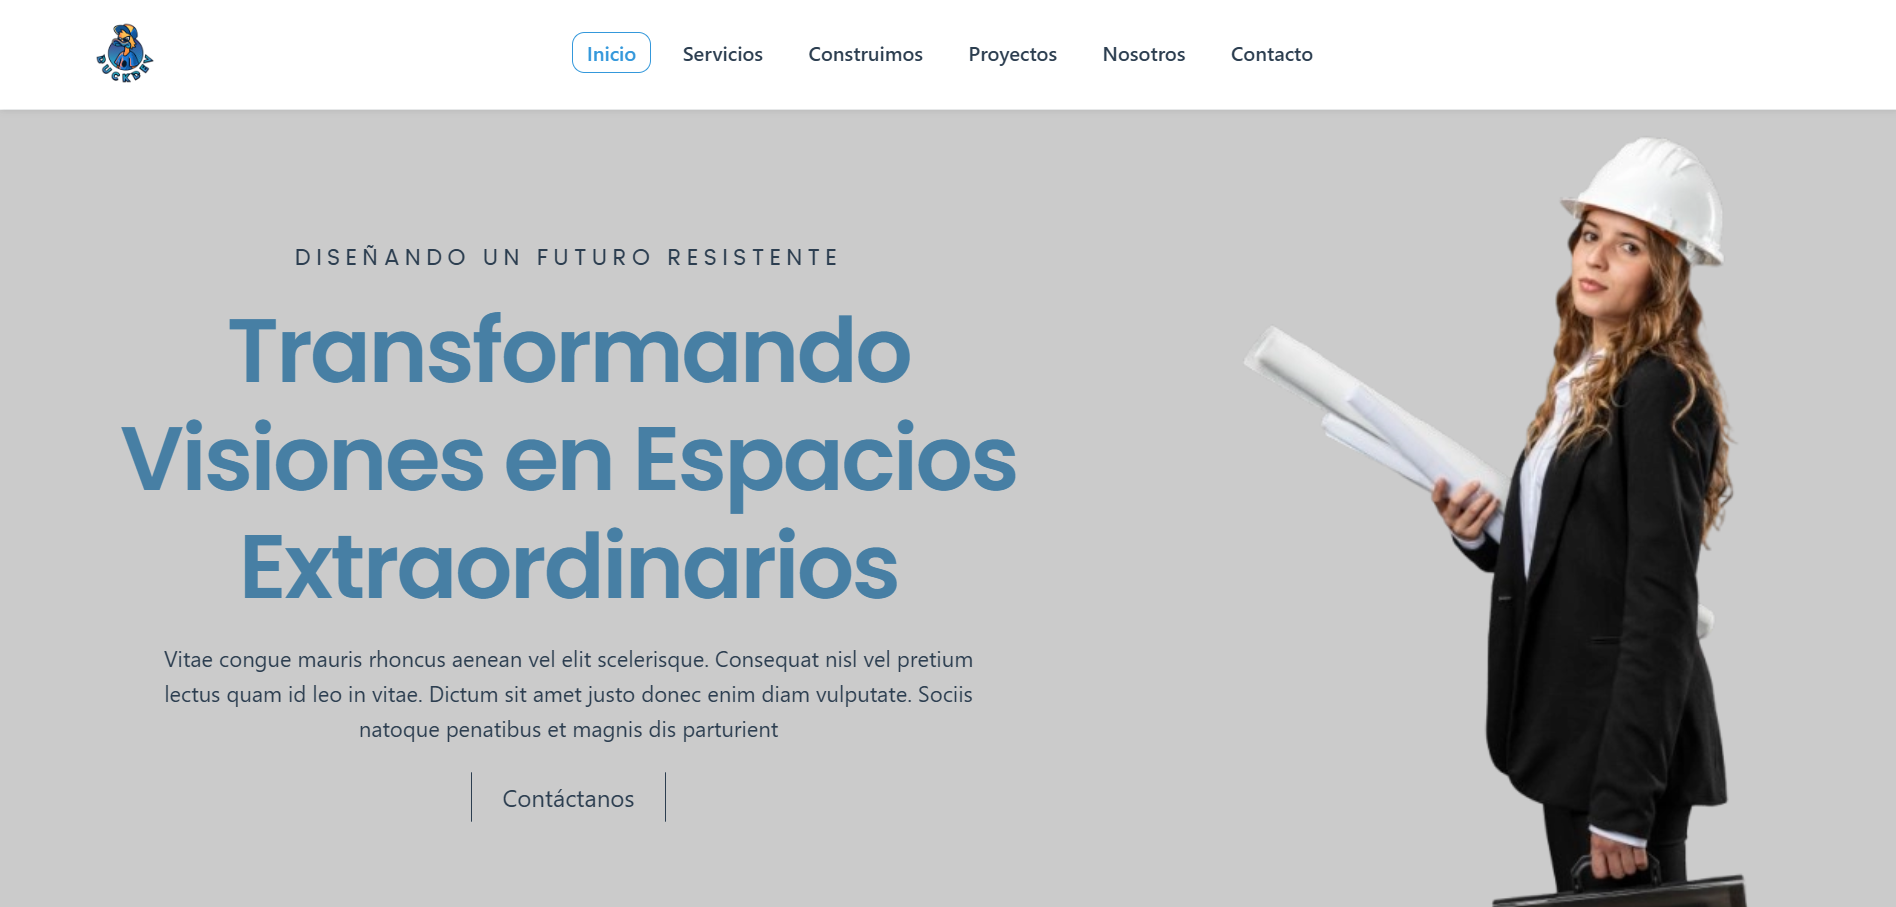 DUCKDEV
Inicio Servicios Construimos Proyectos Nosotros Contacto
DISEÑANDO UN FUTURO RESISTENTE
Transformando
Visiones en Espacios
Extraordinarios
Vitae congue mauris rhoncus aenean vel elit scelerisque. Consequat nisl vel pretium
lectus quam id leo in vitae. Dictum sit amet justo donec enim diam vulputate. Sociis
natoque penatibus et magnis dis parturient
Contáctanos